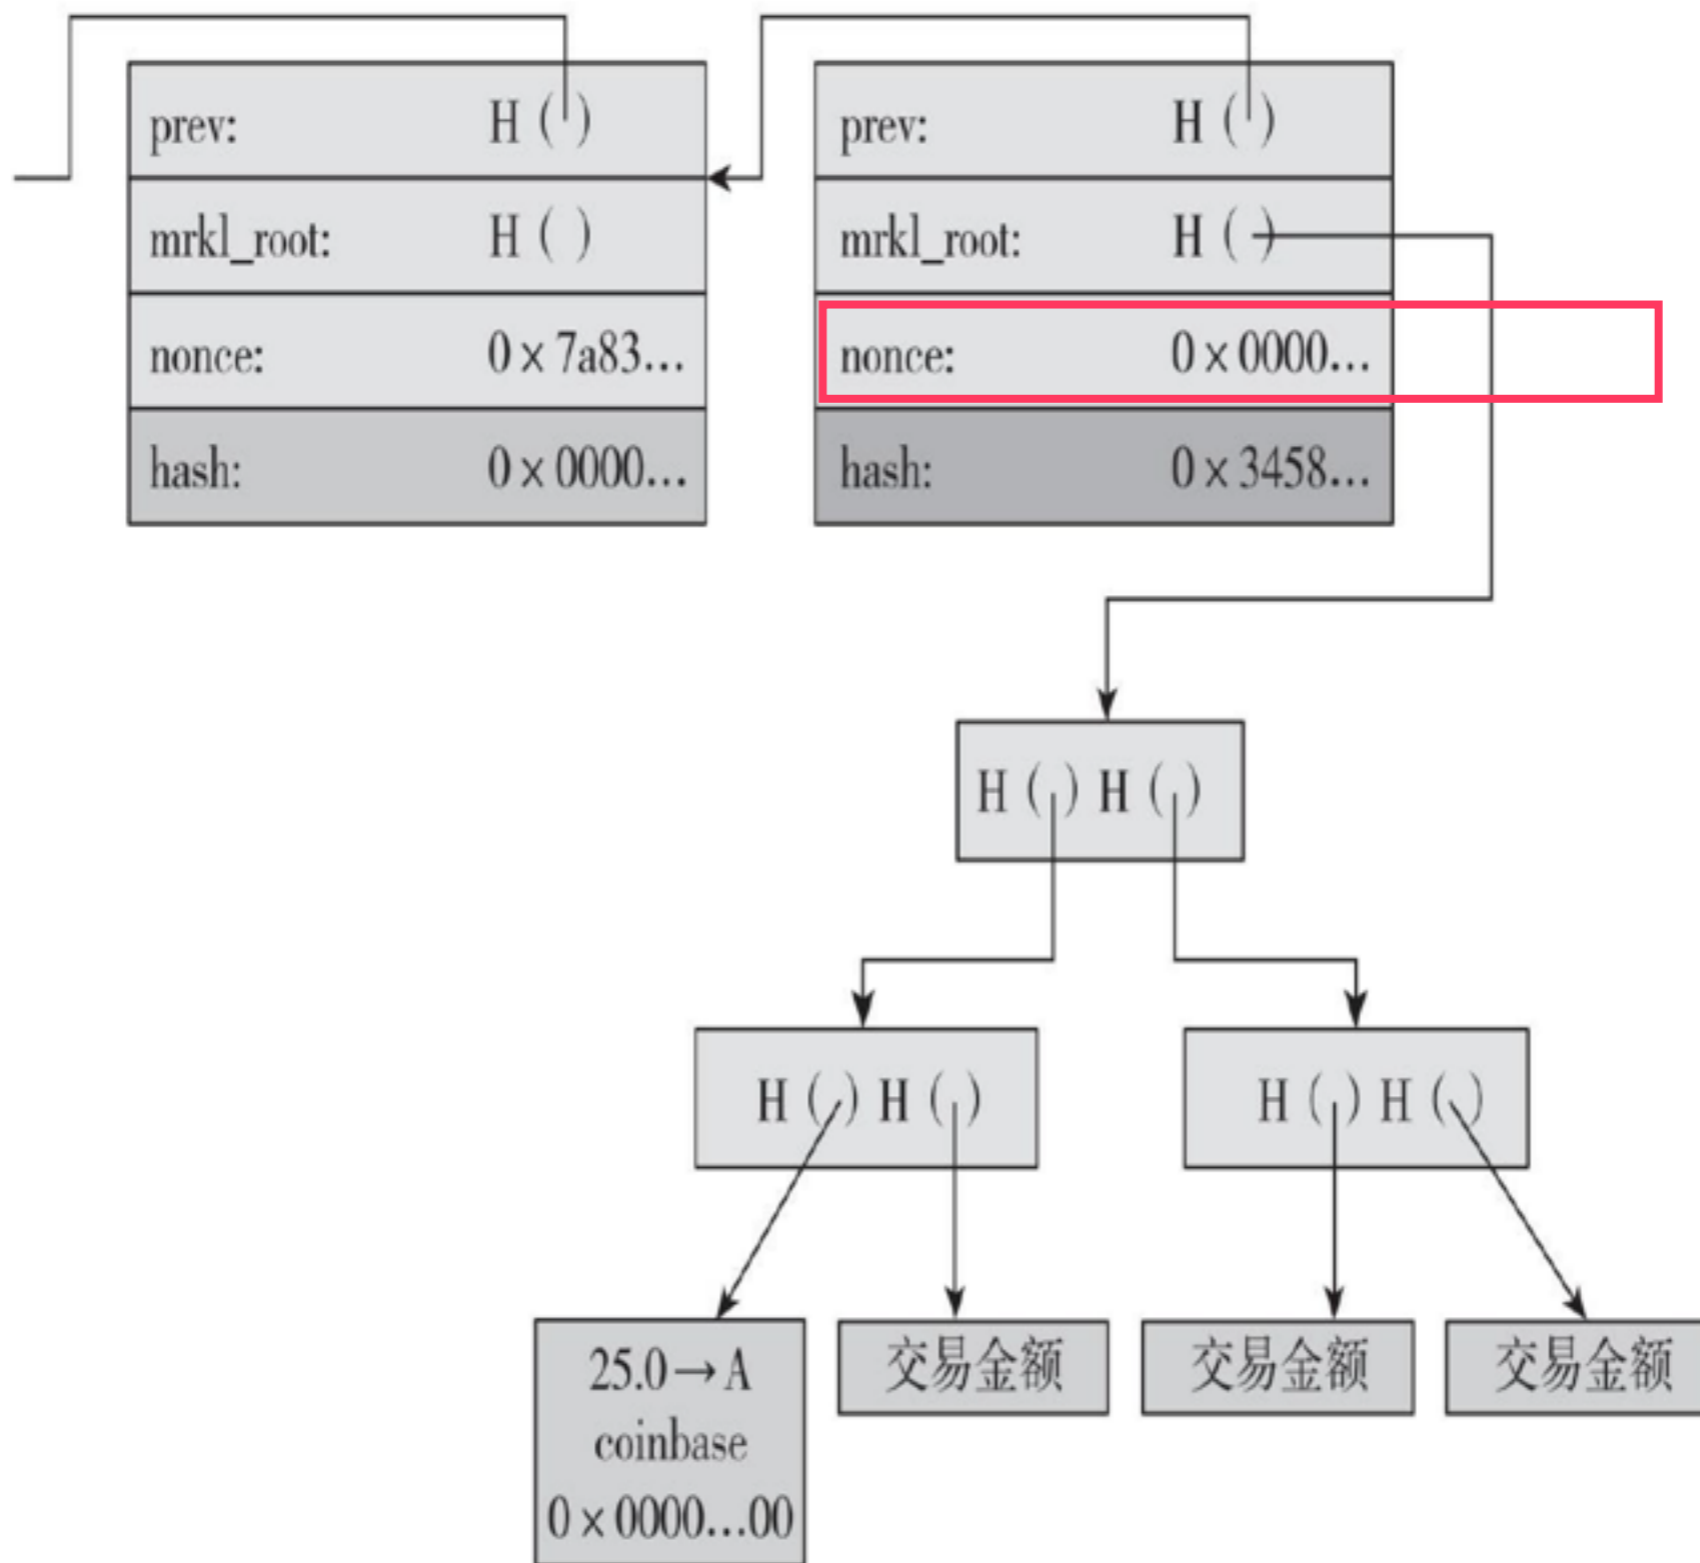 prev: H ( )
mrkl_root: H ( )
nonce: 0 × 7a83...
hash: 0 × 0000...
prev: H ( )
mrkl_root: H ( )
nonce: 0 × 0000...
hash: 0 × 3458...
H ( ) H ( )
H ( ) H ( )
H ( ) H ( )
25.0→A
coinbase
0 × 0000...00
交易金额
交易金额
交易金额